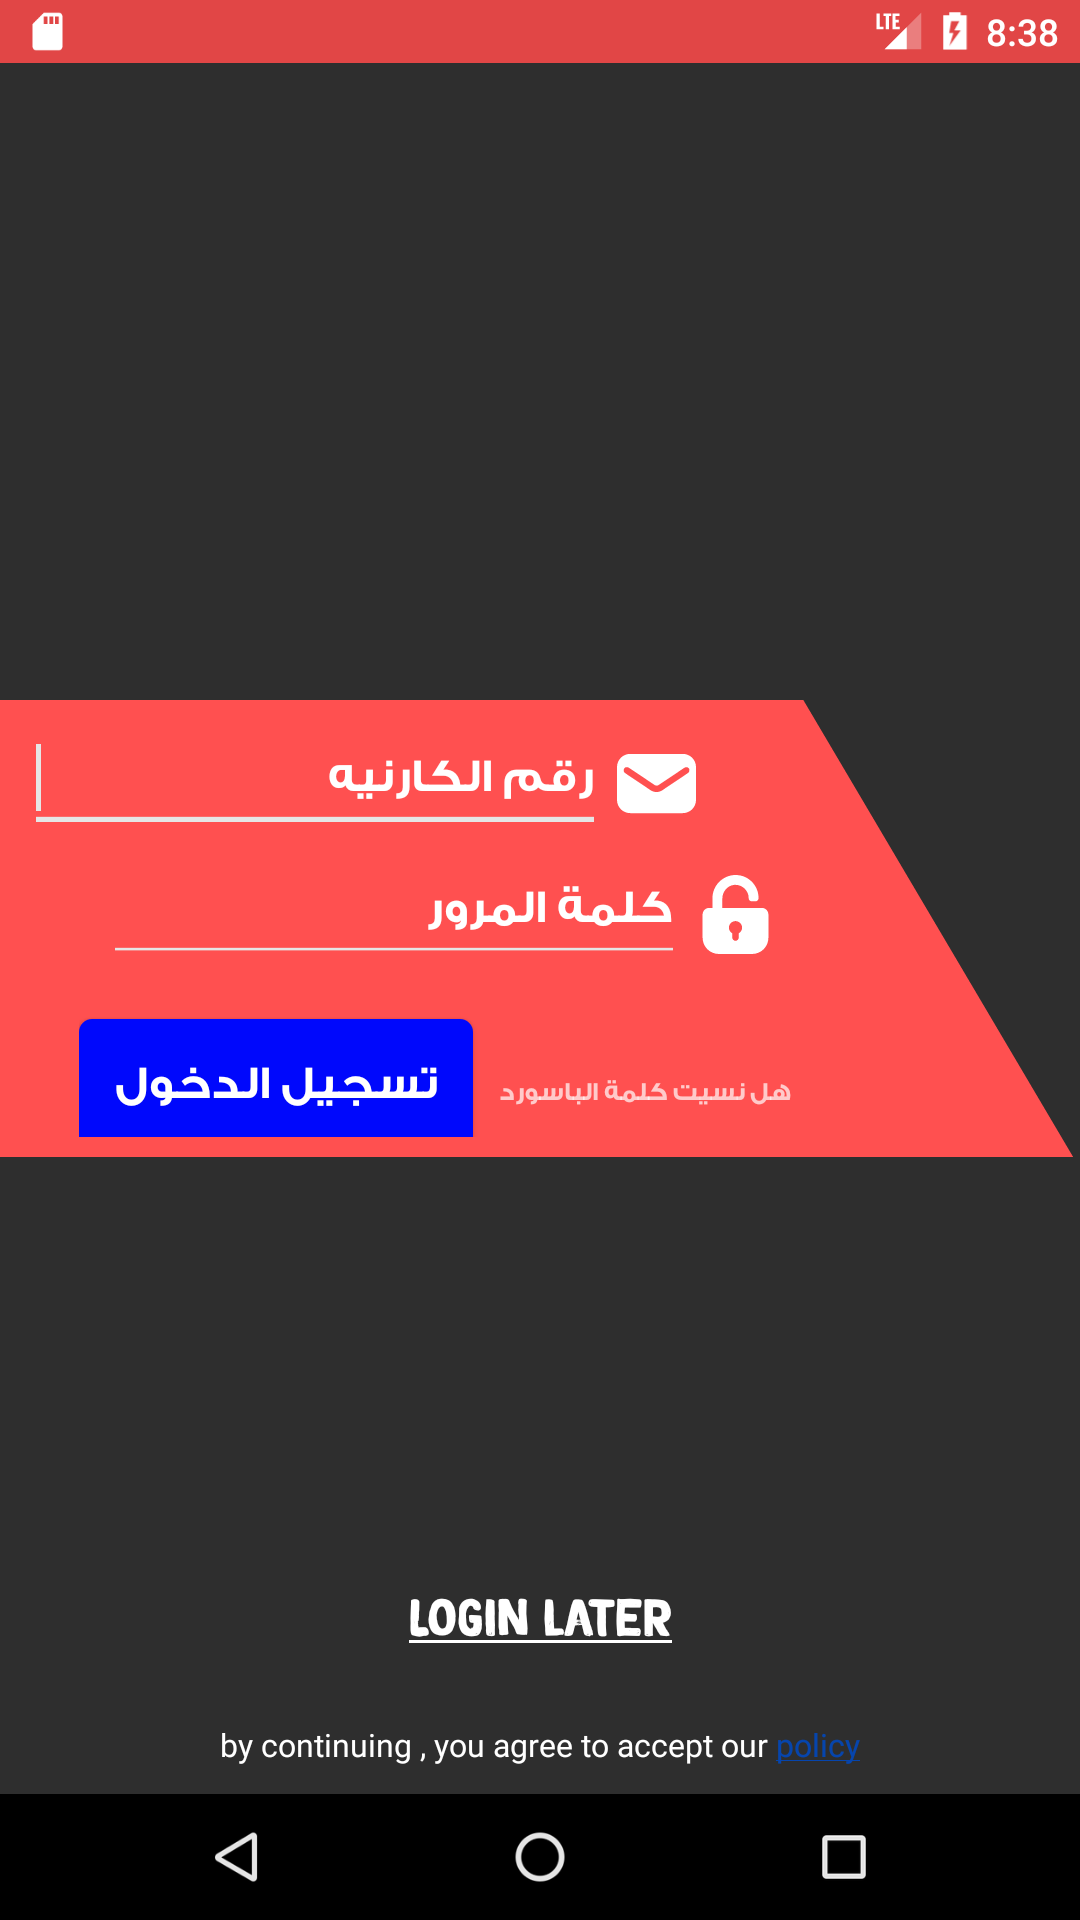 LTE 8:38
رقم الكارنيه
كلمة المرور
تسجيل الدخول
هل نسيت كلمة الباسورد
LOGIN LATER
by continuing , you agree to accept our policy